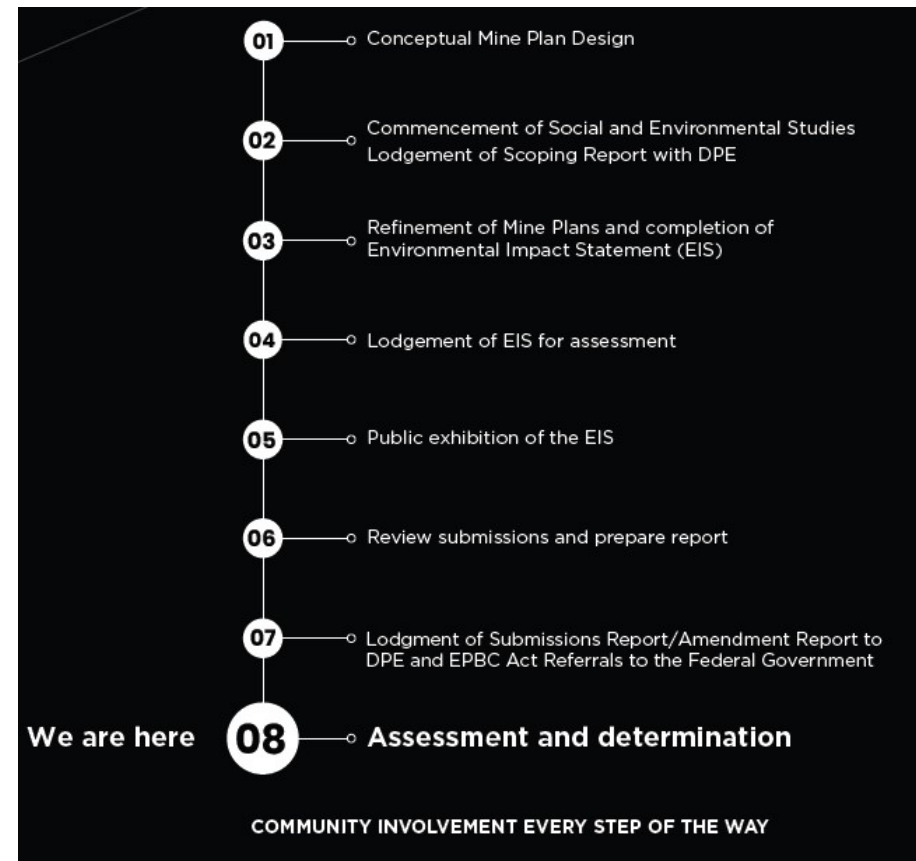 01 Conceptual Mine Plan Design
02 Commencement of Social and Environmental Studies
Lodgement of Scoping Report with DPE
03 Refinement of Mine Plans and completion of
Environmental Impact Statement (EIS)
04 Lodgement of EIS for assessment
05 Public exhibition of the EIS
06 Review submissions and prepare report
07 Lodgment of Submissions Report/Amendment Report to
DPE and EPBC Act Referrals to the Federal Government
We are here 08 Assessment and determination
COMMUNITY INVOLVEMENT EVERY STEP OF THE WAY